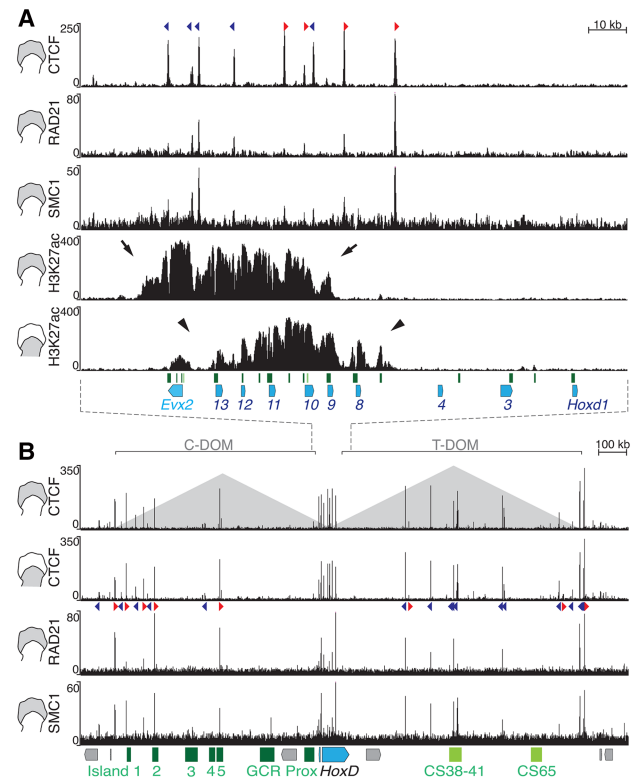 A
10 kb
250
0
CTCF
80
0
RAD21
50
0
SMC1
400
0
H3K27ac
400
0
H3K27ac
Evx2 13 12 11 10 9 8 4 3 Hoxd1
B
100 kb
C-DOM T-DOM
350
0
CTCF
350
0
CTCF
80
0
RAD21
60
0
SMC1
Island 1 2 3 4 5 GCR Prox HoxD CS38-41 CS65